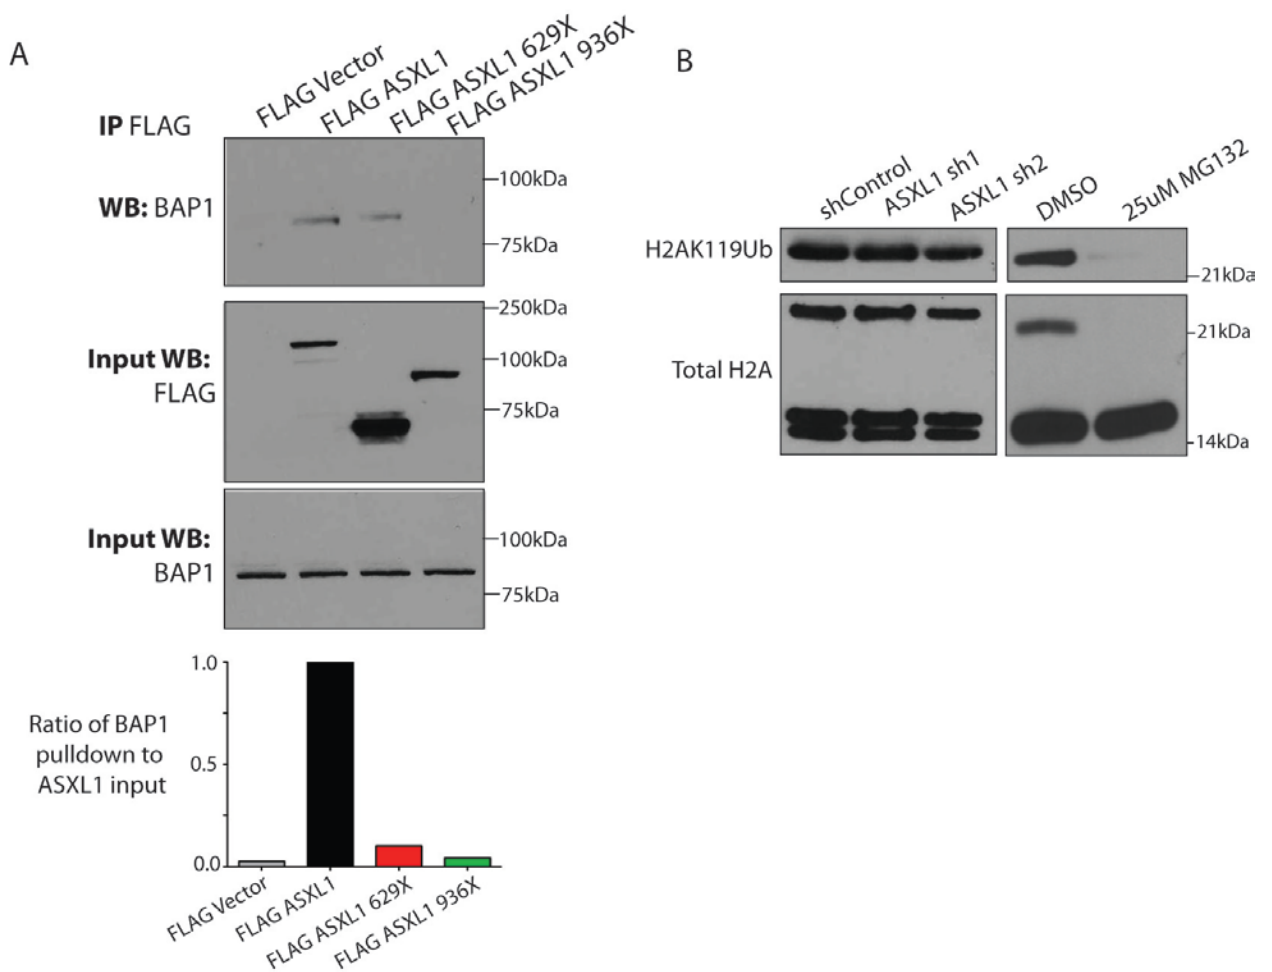 A
FLAG Vector
FLAG ASXL1
FLAG ASXL1 629X
FLAG ASXL1 936X
IP FLAG
WB: BAP1
100kDa
75kDa
Input WB:
FLAG
250kDa
100kDa
75kDa
Input WB:
BAP1
100kDa
75kDa
Ratio of BAP1
pulldown to
ASXL1 input
1.0
0.5
0.0
FLAG Vector
FLAG ASXL1
FLAG ASXL1 629X
FLAG ASXL1 936X
B
shControl
ASXL1 sh1
ASXL1 sh2
DMSO
25uM MG132
H2AK119Ub
21kDa
Total H2A
21kDa
14kDa